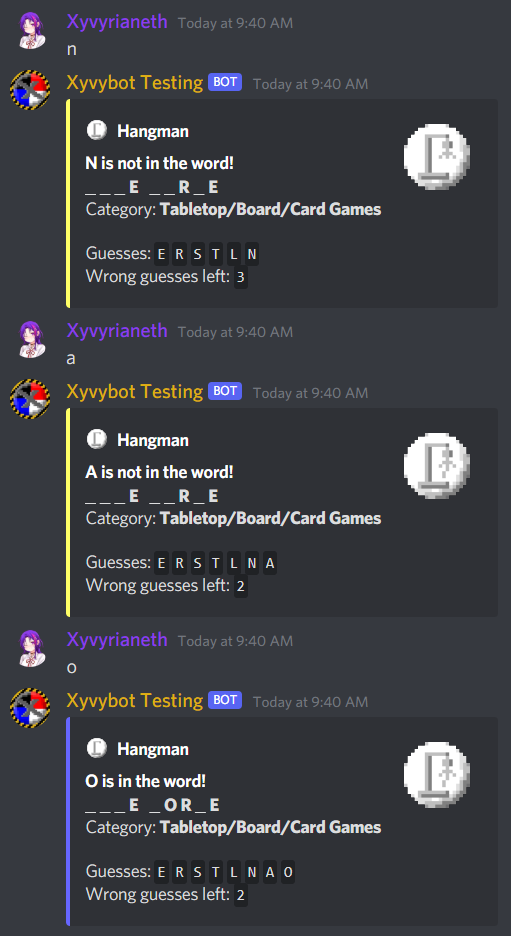 Xyvyrianeth Today at 9:40 AM
n
Xyvybot Testing BOT Today at 9:40 AM
Hangman
N is not in the word!
_ _ _ E   _ _ R _ E
Category: Tabletop/Board/Card Games
Guesses: E R S T L N
Wrong guesses left: 3
Xyvyrianeth Today at 9:40 AM
a
Xyvybot Testing BOT Today at 9:40 AM
Hangman
A is not in the word!
_ _ _ E   _ _ R _ E
Category: Tabletop/Board/Card Games
Guesses: E R S T L N A
Wrong guesses left: 2
Xyvyrianeth Today at 9:40 AM
o
Xyvybot Testing BOT Today at 9:40 AM
Hangman
O is in the word!
_ _ _ E   _ O R _ E
Category: Tabletop/Board/Card Games
Guesses: E R S T L N A O
Wrong guesses left: 2